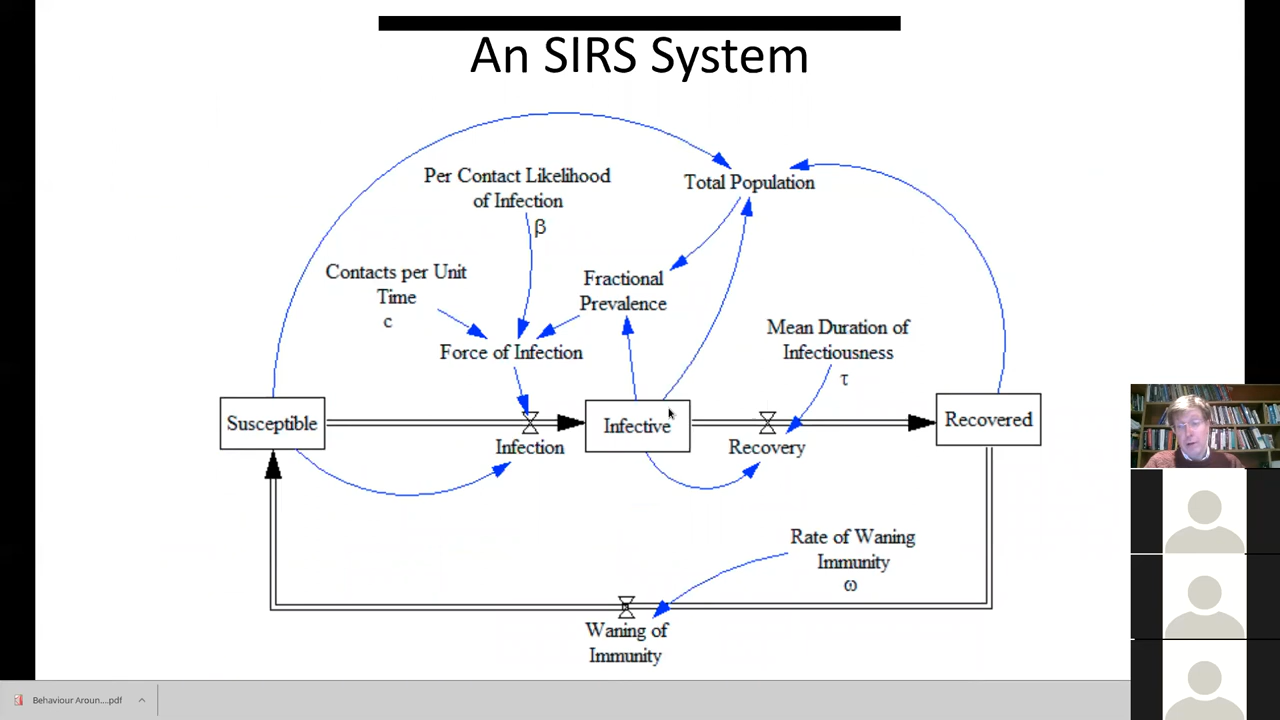 An SIRS System
Per Contact Likelihood
of Infection
β
Total Population
Contacts per Unit
Time
c
Fractional
Prevalence
Mean Duration of
Infectiousness
τ
Force of Infection
Susceptible
Infection
Infective
Recovery
Recovered
Rate of Waning
Immunity
ω
Waning of
Immunity
Behaviour Aroun....pdf